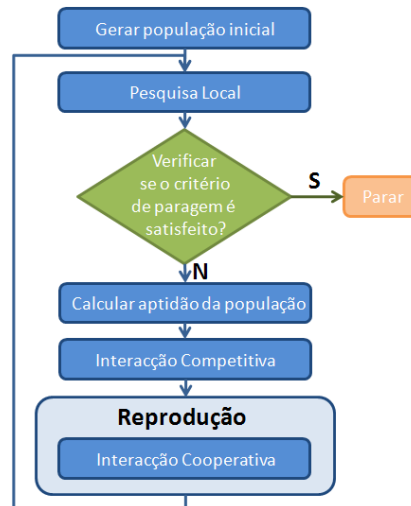 Gerar população inicial
Pesquisa Local
Verificar
se o critério
de paragem é
satisfeito?
S
Parar
N
Calcular aptidão da população
Interacção Competitiva
Reprodução
Interacção Cooperativa